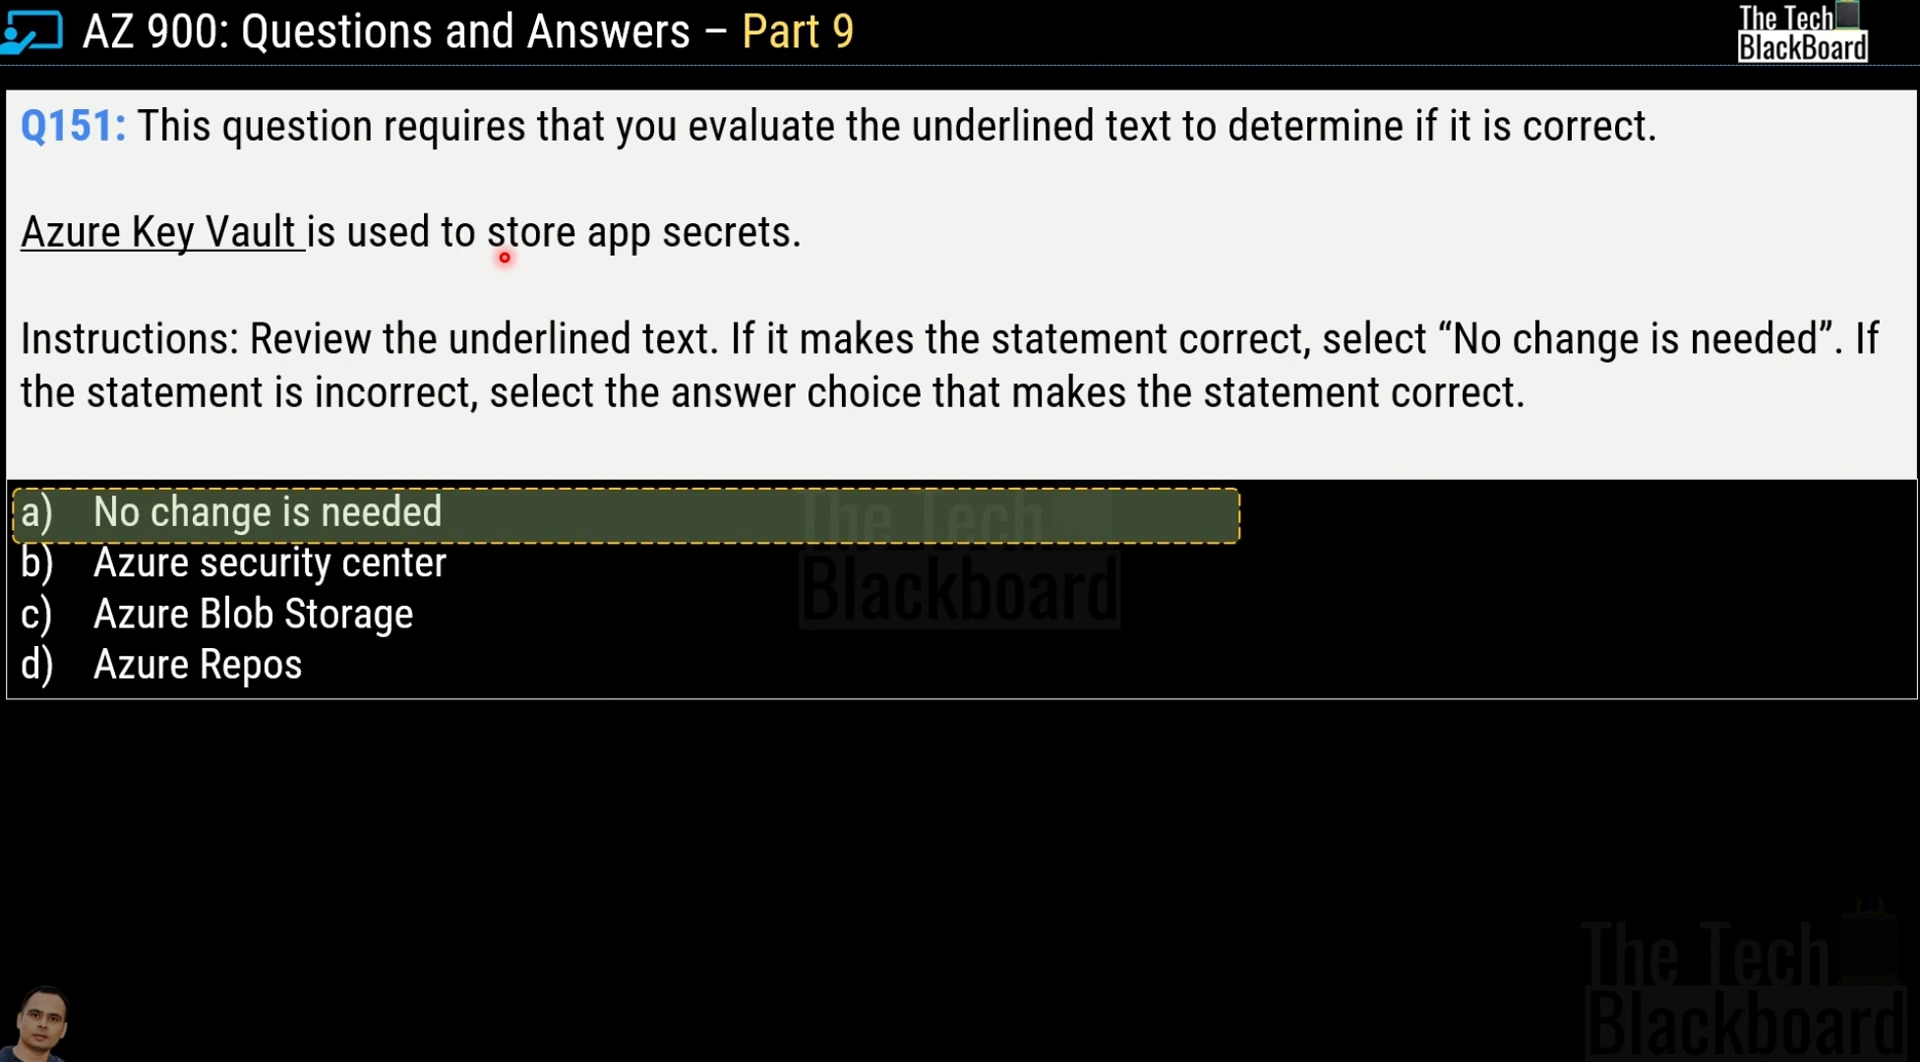 AZ 900: Questions and Answers – Part 9
The Tech
BlackBoard
Q151: This question requires that you evaluate the underlined text to determine if it is correct.
Azure Key Vault is used to store app secrets.
Instructions: Review the underlined text. If it makes the statement correct, select “No change is needed”. If
the statement is incorrect, select the answer choice that makes the statement correct.
a) No change is needed
b) Azure security center
c) Azure Blob Storage
d) Azure Repos
The Tech
Blackboard
The Tech
Blackboard